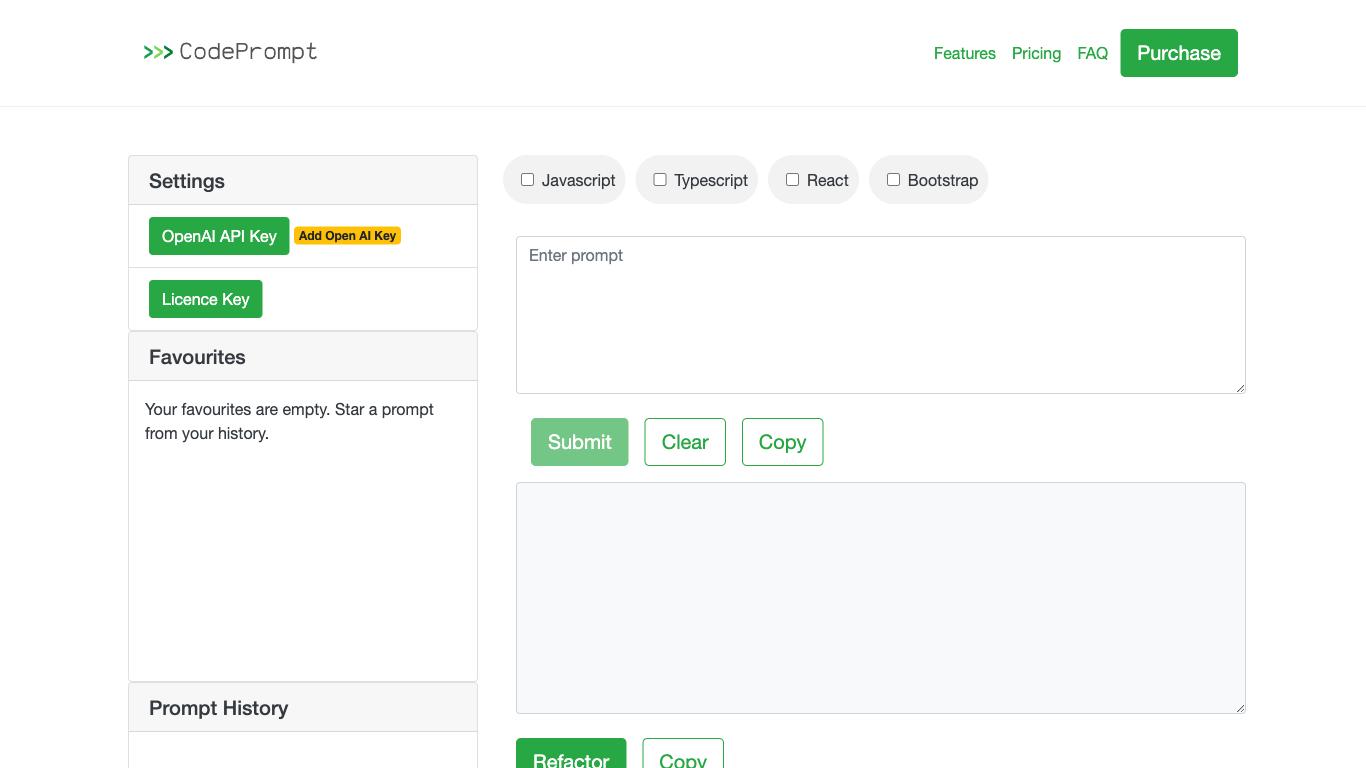 >>> CodePrompt
Features Pricing FAQ Purchase
Settings
OpenAI API Key Add Open AI Key
Licence Key
Favourites
Your favourites are empty. Star a prompt
from your history.
Prompt History
Javascript Typescript React Bootstrap
Enter prompt
Submit Clear Copy
Refactor Copy